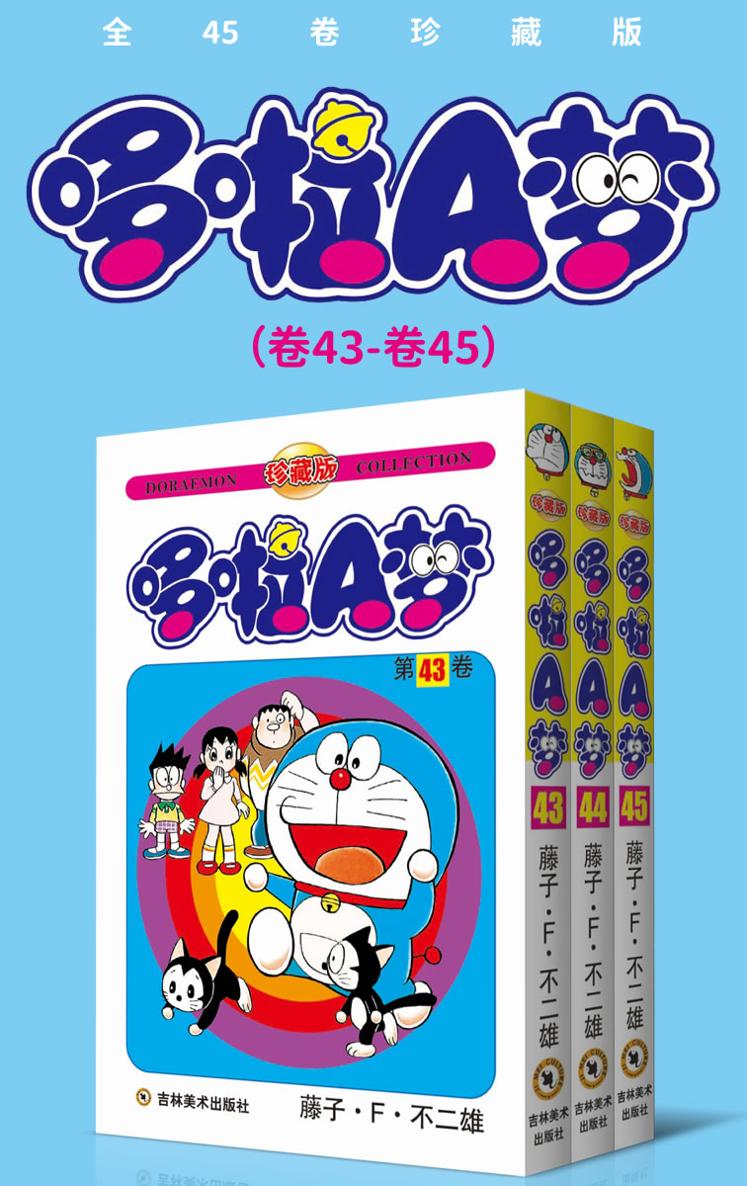 全45卷珍藏版
哆啦A梦
(卷43-卷45)
DORAEMON 珍藏版 COLLECTION
哆啦A梦
第43卷
吉林美术出版社
藤子·F·不二雄
珍藏版
哆啦A梦
43
藤子·F·不二雄
吉林美术出版社
珍藏版
哆啦A梦
44
藤子·F·不二雄
吉林美术出版社
珍藏版
哆啦A梦
45
藤子·F·不二雄
吉林美术出版社